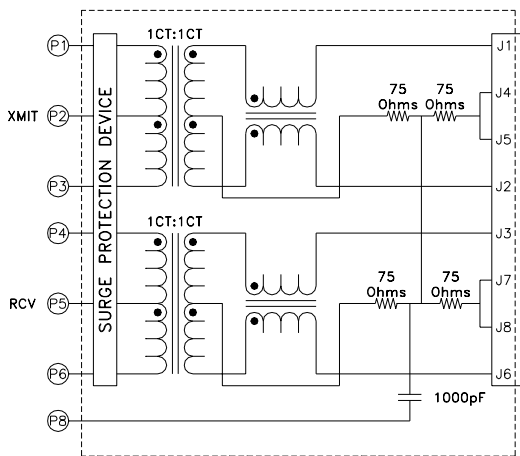 P1
1CT:1CT
J1
75 Ohms
75 Ohms
J4
XMIT
P2
J5
P3
J2
SURGE PROTECTION DEVICE
P4
1CT:1CT
J3
75 Ohms
75 Ohms
J7
RCV
P5
J8
P6
J6
1000pF
P8